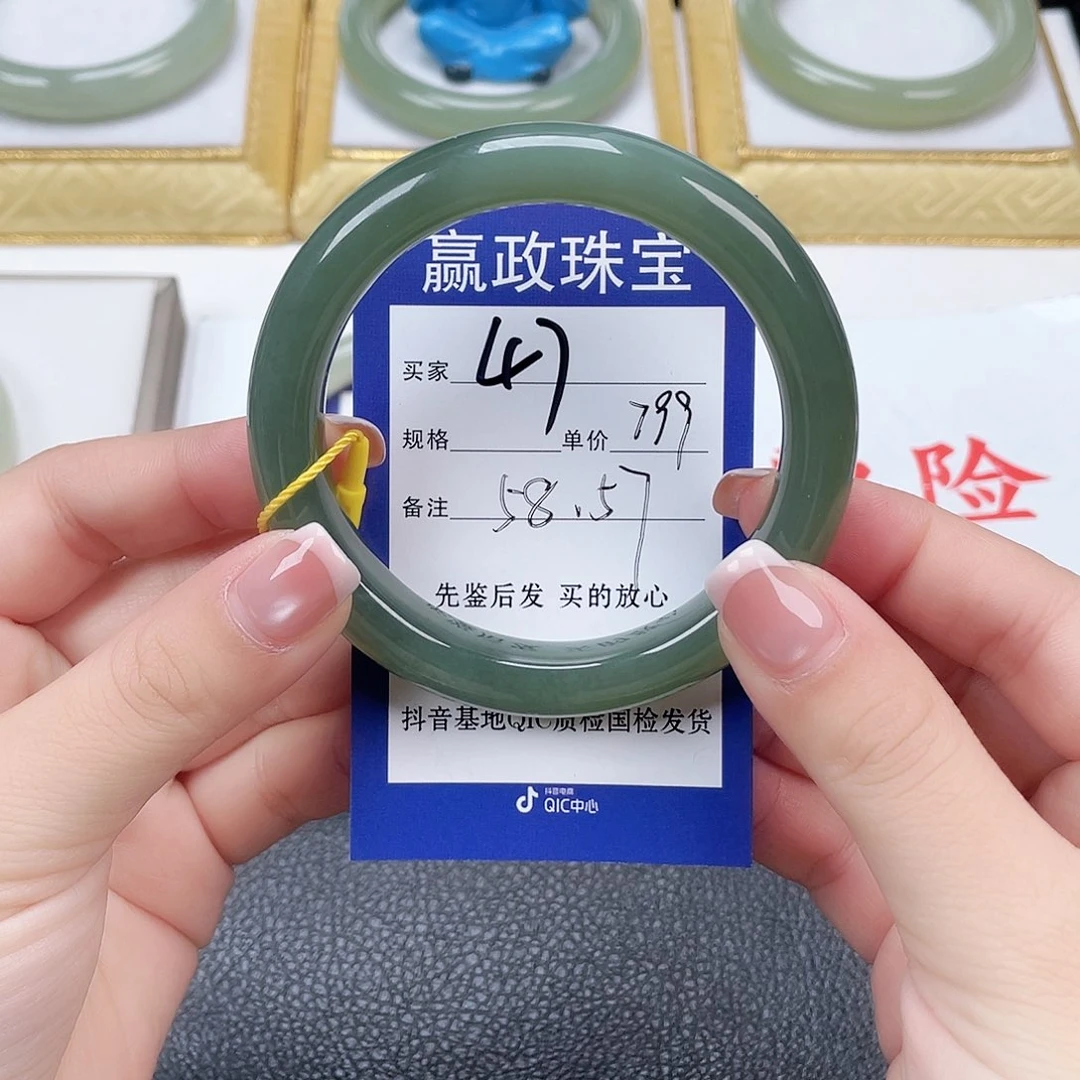 赢政珠宝
买家 47
规格 单价 799
备注 58.57
先鉴后发 买的放心
抖音基地QIC质检国检发货
抖音电商
QIC中心
险